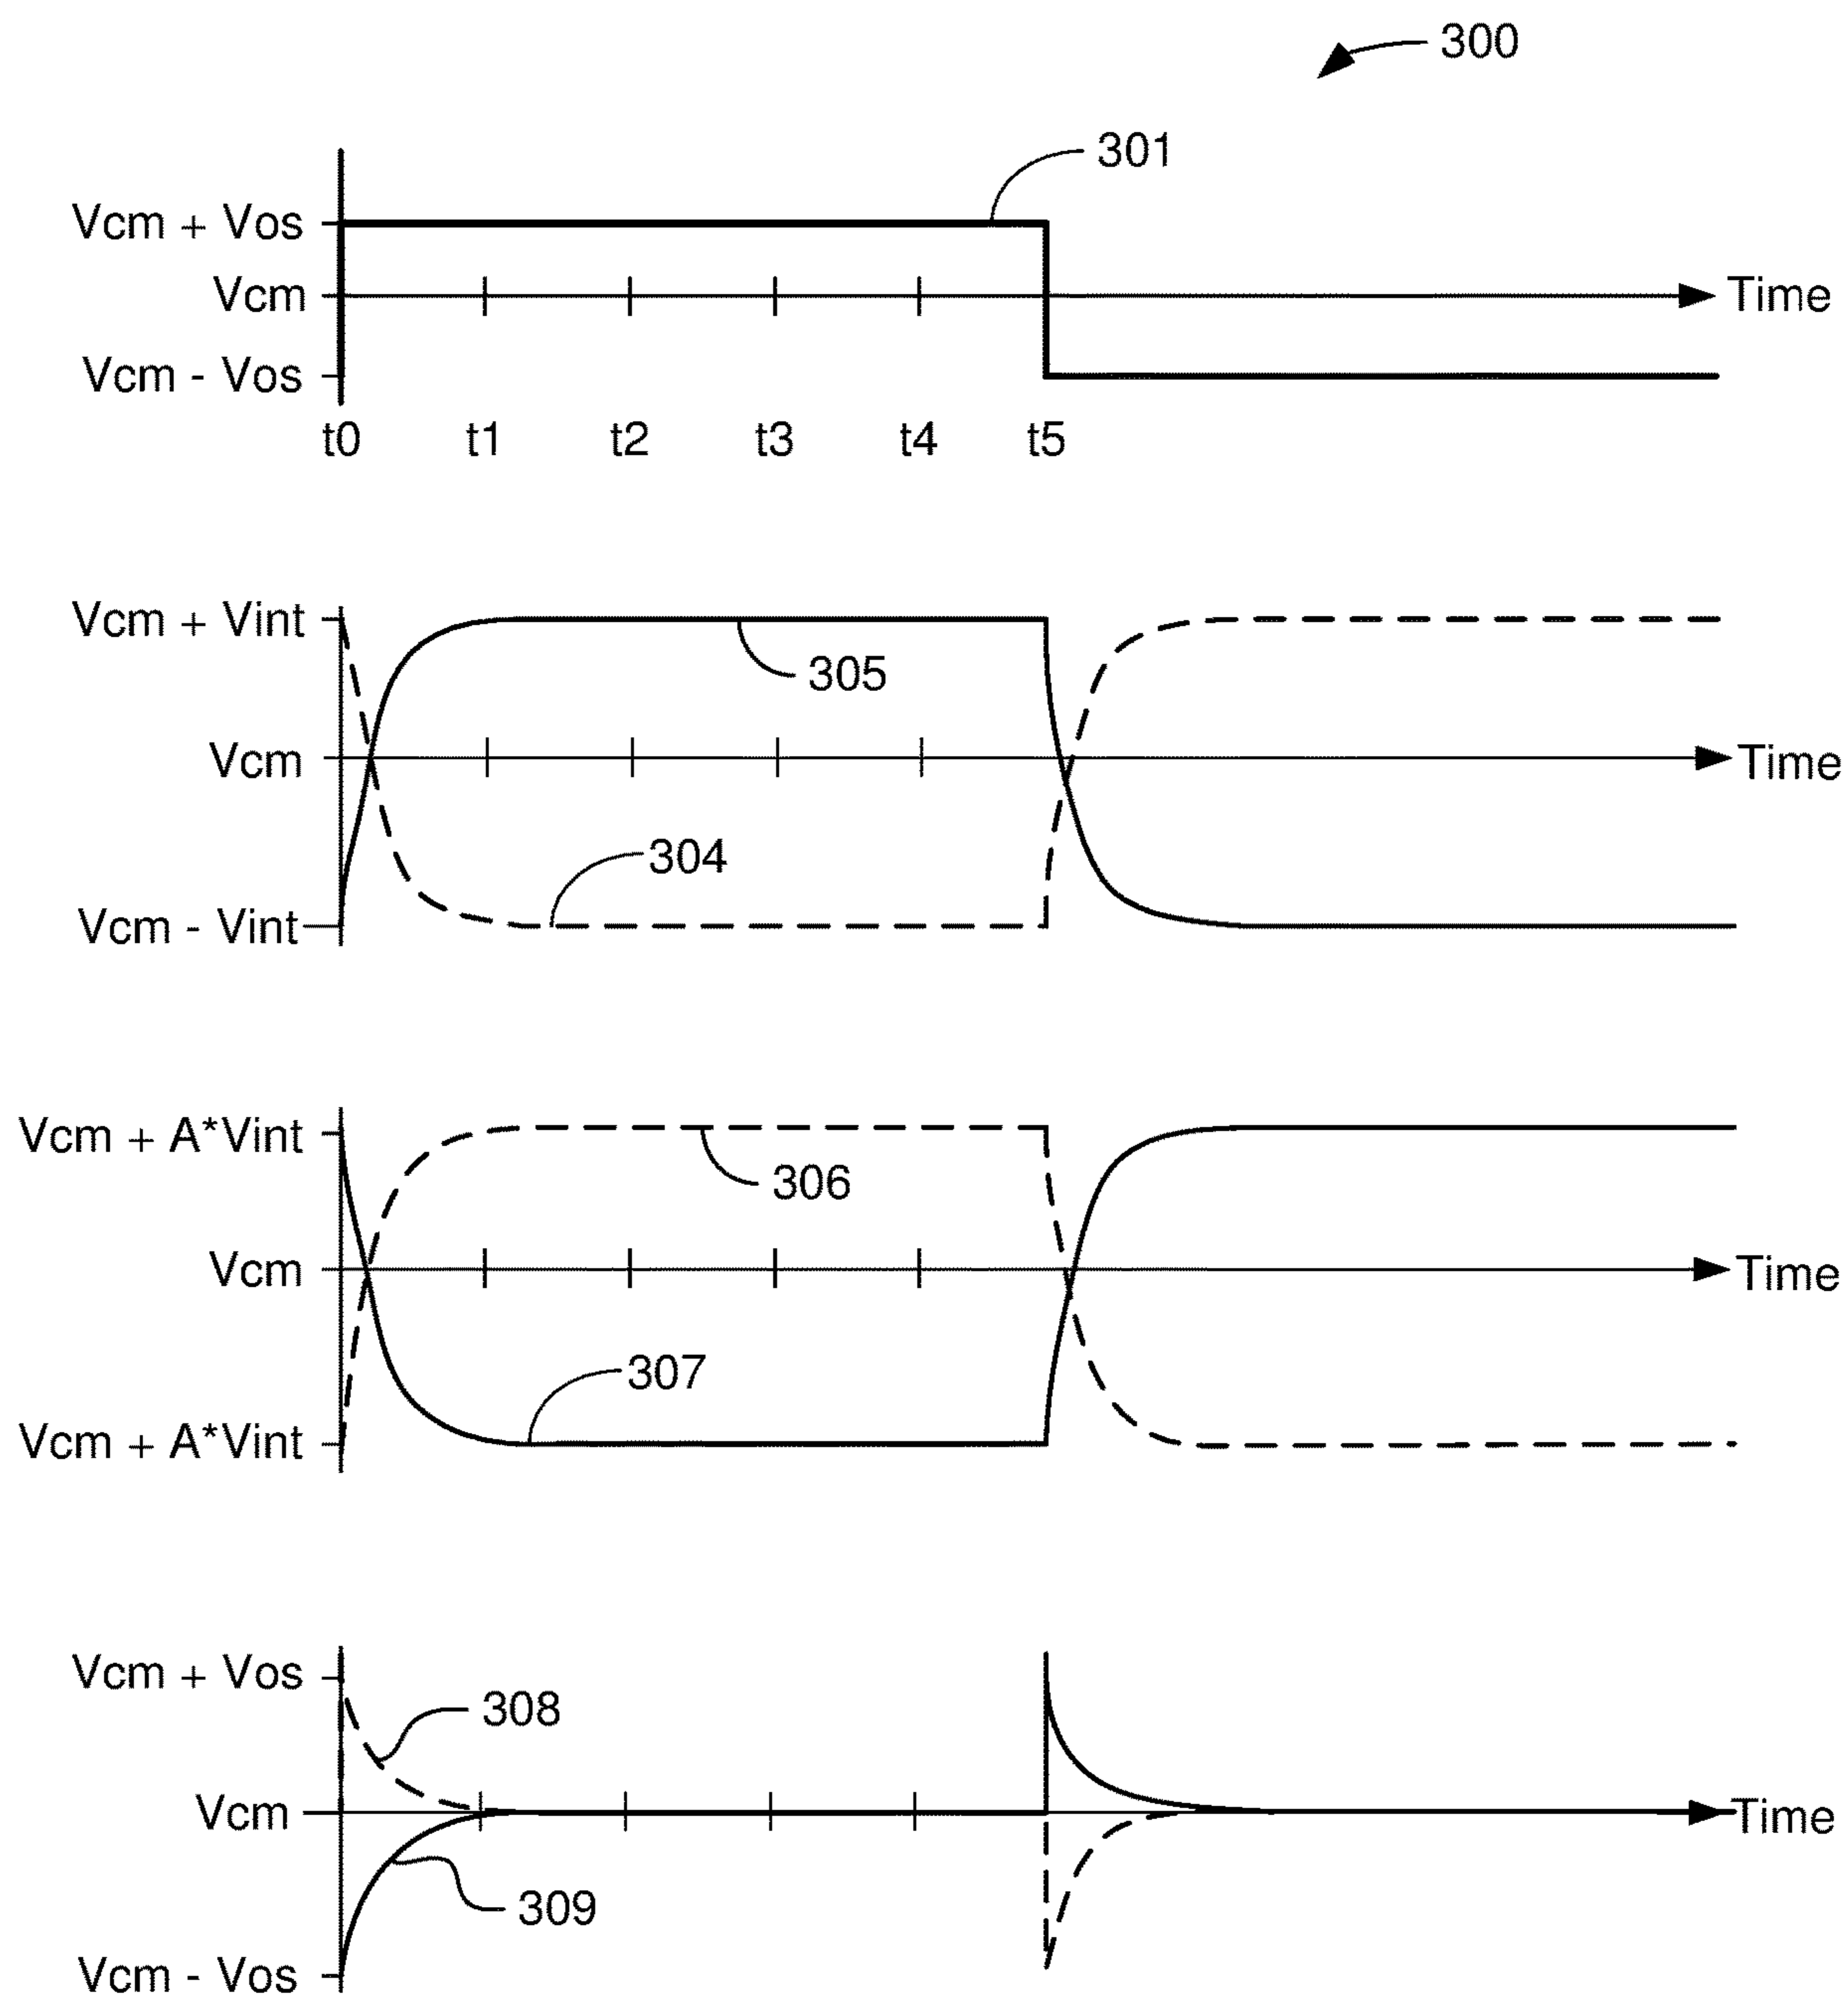 300
301
Vcm + Vos
Vcm
Time
Vcm - Vos
t0 t1 t2 t3 t4 t5
Vcm + Vint
305
Vcm
Time
304
Vcm - Vint
Vcm + A*Vint
306
Vcm
Time
307
Vcm + A*Vint
Vcm + Vos
308
Vcm
Time
309
Vcm - Vos